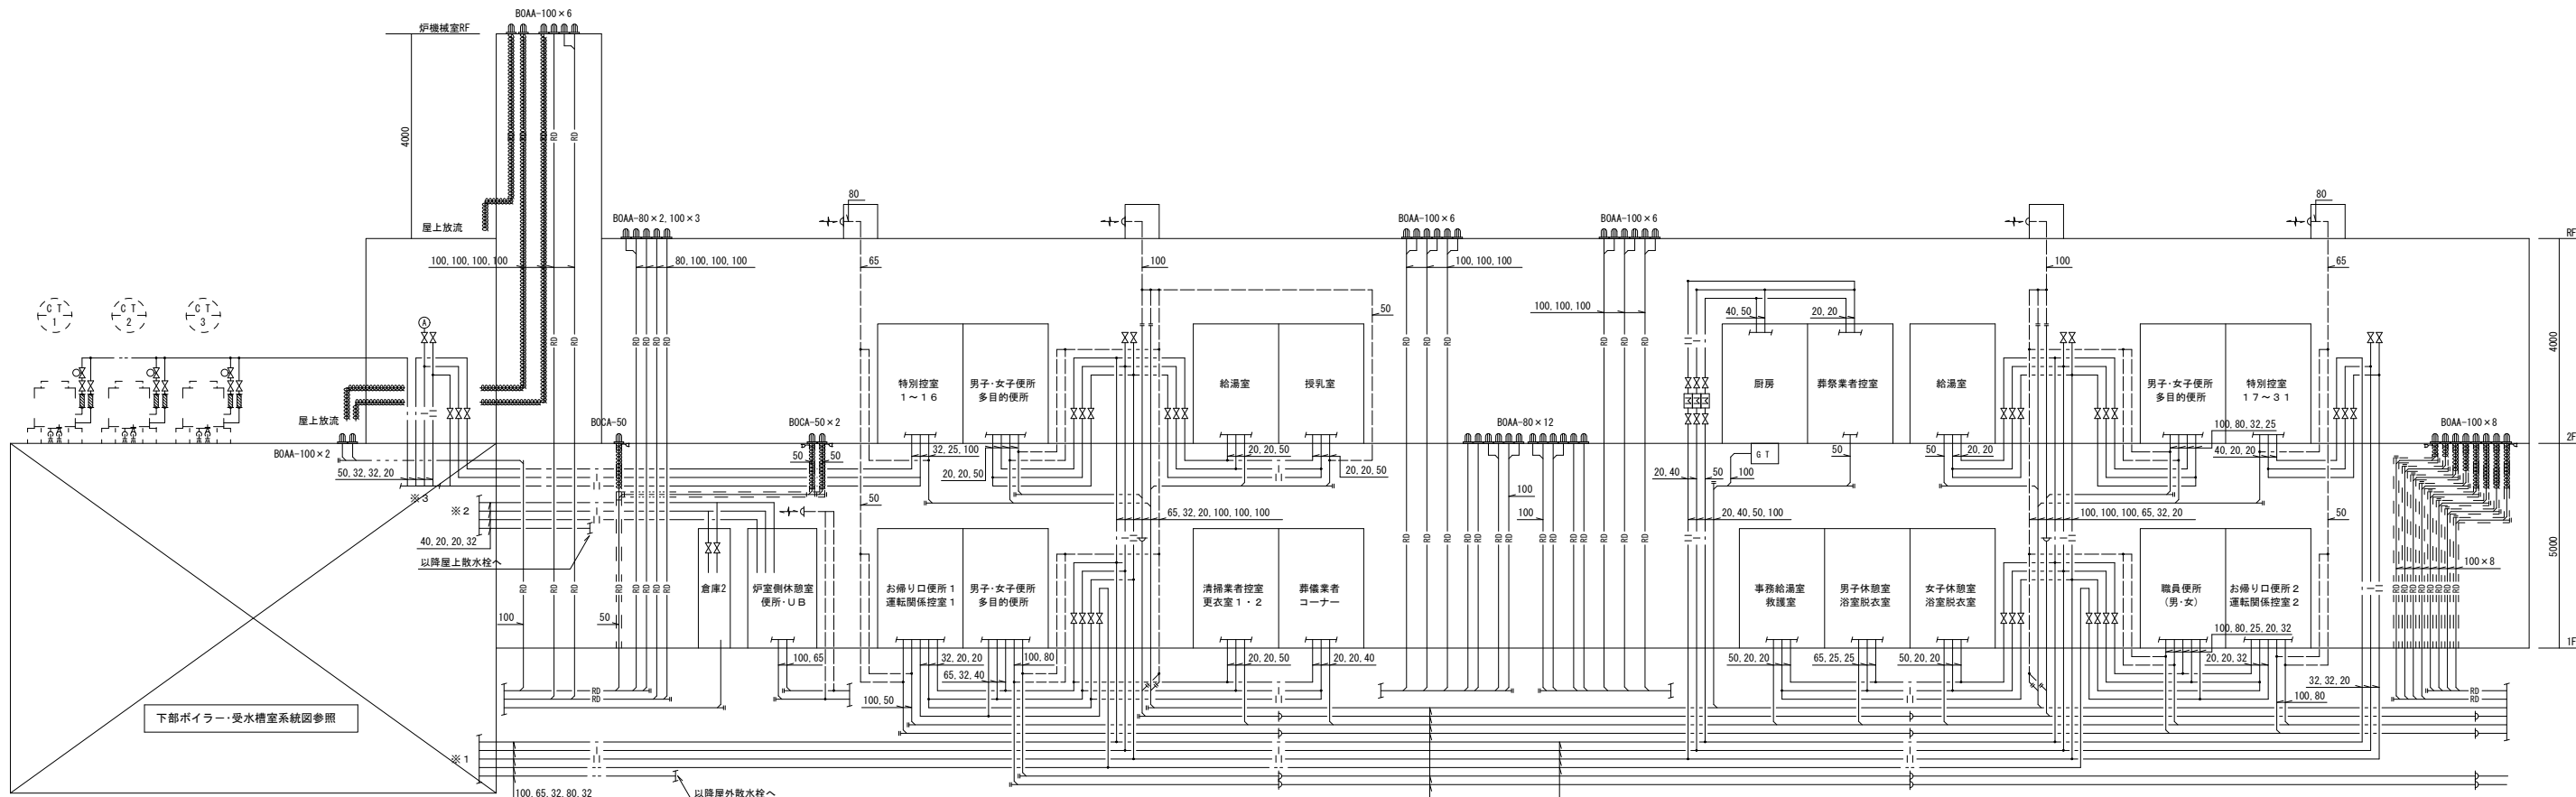 炉機械室RF
BOAA-100×6
4000
屋上放流
100,100,100,100
BOAA-80×2,100×3
80,100,100,100
80
65
100
50
BOAA-100×6
100,100,100
BOAA-100×6
100,100,100
100
80
65
RF
4000
2F
5000
1F
CT
1
CT
2
CT
3
A
屋上放流
BOAA-100×2
50,32,32,20
※3
BOCA-50
BOCA-50×2
50
50
特別控室
1～16
男子・女子便所
多目的便所
32,25,100
20,20,50
給湯室
授乳室
20,20,50
20,20,50
BOAA-80×12
100
100
40,50
20,20
厨房
葬祭業者控室
給湯室
GT
50
50
20,20
20,40
50
100
男子・女子便所
多目的便所
特別控室
17～31
100,80,32,25
40,20,20
BOAA-100×8
※2
40,20,20,32
以降屋上散水栓へ
50
65,32,20,100,100,100
20,40,50,100
100,100,100,65,32,20
50
100×8
100
50
倉庫2
炉室側休憩室
便所・UB
100,65
お帰り口便所1
運転関係控室1
男子・女子便所
多目的便所
32,20,20
100,80
65,32,40
100,50
清掃業者控室
更衣室1・2
葬儀業者
コーナー
20,20,50
20,20,40
事務給湯室
救護室
男子休憩室
浴室脱衣室
女子休憩室
浴室脱衣室
50,20,20
65,25,25
50,20,20
職員便所
(男・女)
お帰り口便所2
運転関係控室2
100,80,25,20,32
20,20,32
32,32,20
100,80
RD
RD
RD
RD
下部ボイラー・受水槽室系統図参照
※1
100,65,32,80,32
以降屋外散水栓へ